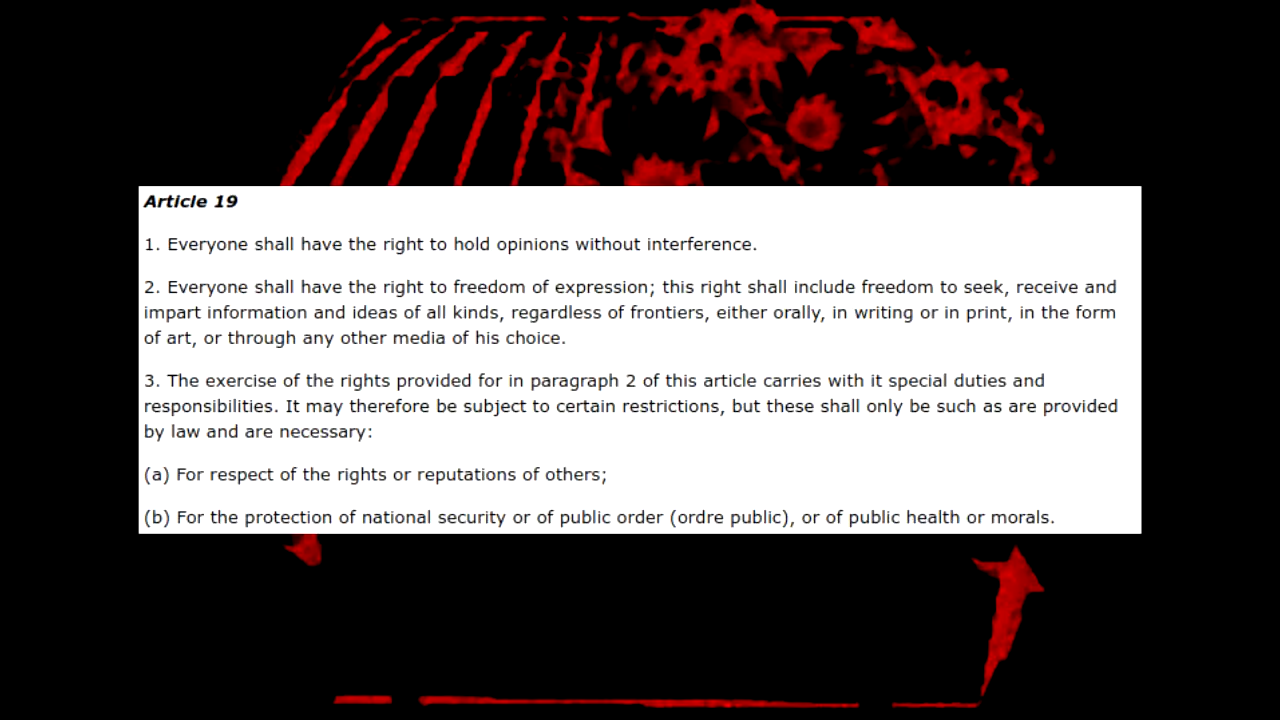 Article 19
1. Everyone shall have the right to hold opinions without interference.
2. Everyone shall have the right to freedom of expression; this right shall include freedom to seek, receive and
impart information and ideas of all kinds, regardless of frontiers, either orally, in writing or in print, in the form
of art, or through any other media of his choice.
3. The exercise of the rights provided for in paragraph 2 of this article carries with it special duties and
responsibilities. It may therefore be subject to certain restrictions, but these shall only be such as are provided
by law and are necessary:
(a) For respect of the rights or reputations of others;
(b) For the protection of national security or of public order (ordre public), or of public health or morals.